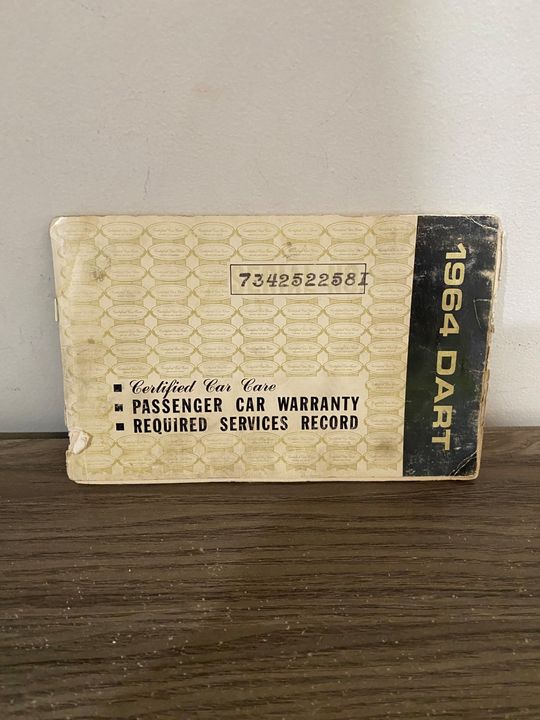 7342522581
Certified Car Care
PASSENGER CAR WARRANTY
REQUIRED SERVICES RECORD
1964 DART